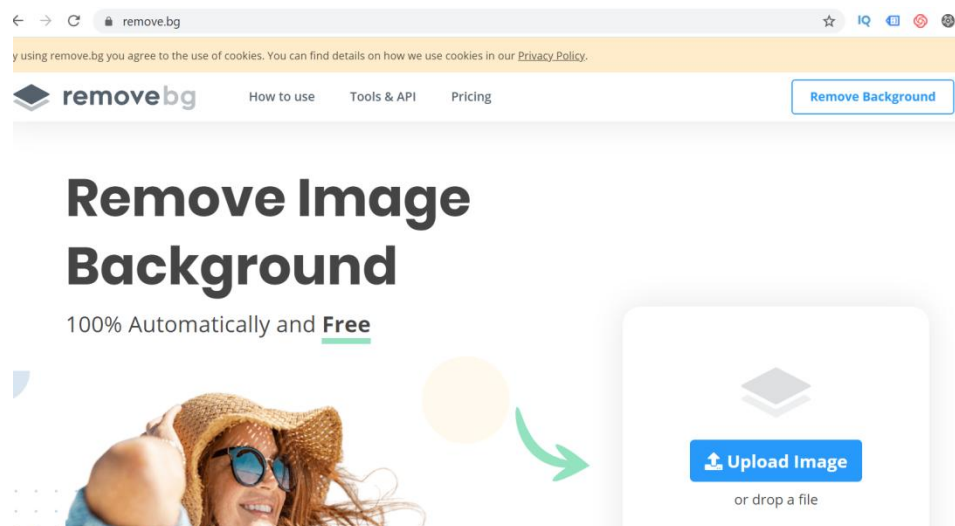 remove.bg
IQ
y using remove.bg you agree to the use of cookies. You can find details on how we use cookies in our Privacy Policy.
removebg How to use Tools & API Pricing Remove Background
Remove Image
Background
100% Automatically and Free
Upload Image
or drop a file